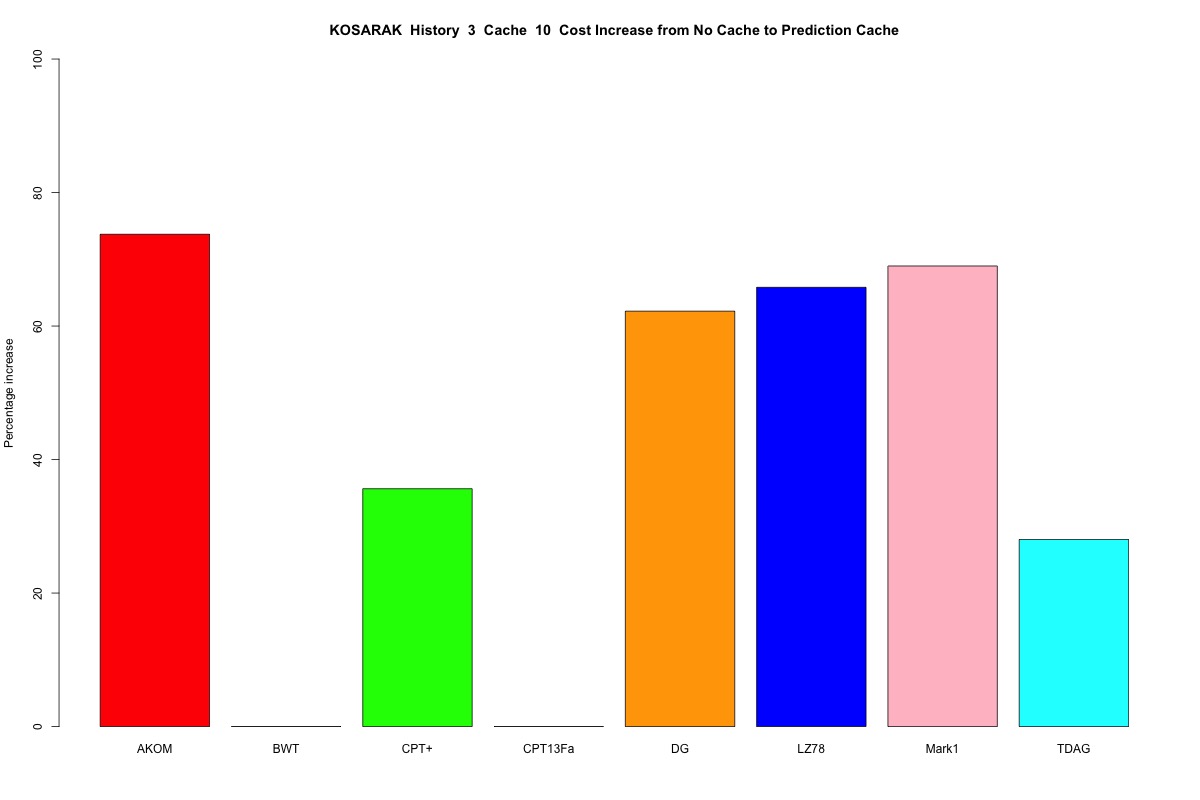 KOSARAK  History  3  Cache  10  Cost Increase from No Cache to Prediction Cache
Percentage increase
100
80
60
40
20
0
AKOM BWT CPT+ CPT13Fa DG LZ78 Mark1 TDAG